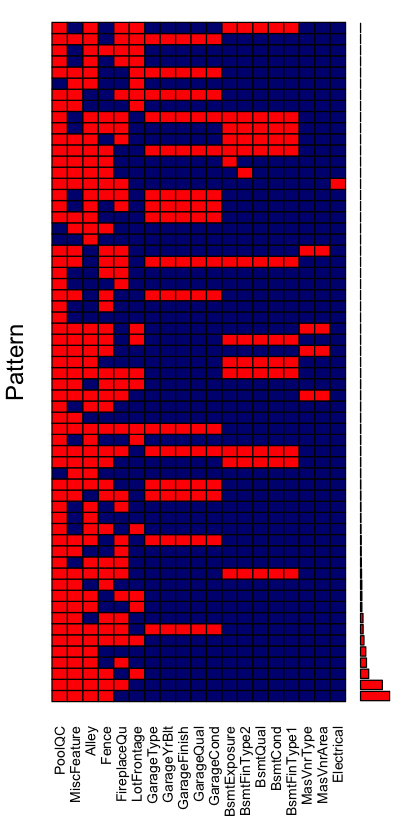 Pattern
PoolQC
MiscFeature
Alley
Fence
FireplaceQu
LotFrontage
GarageType
GarageYrBlt
GarageFinish
GarageQual
GarageCond
BsmtExposure
BsmtFinType2
BsmtQual
BsmtCond
BsmtFinType1
MasVnrType
MasVnrArea
Electrical